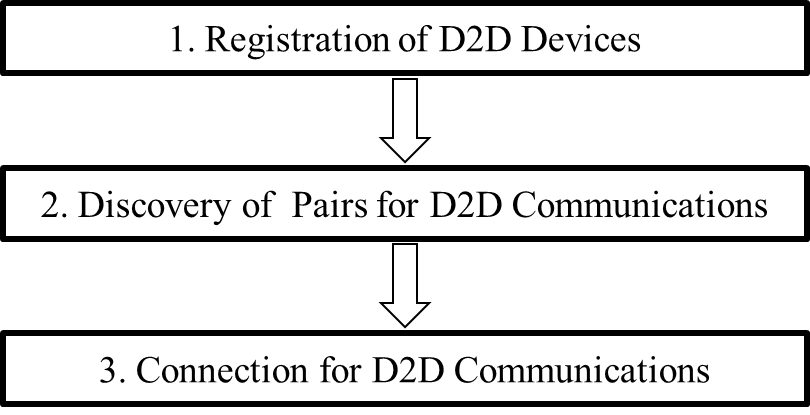 1. Registration of D2D Devices
2. Discovery of Pairs for D2D Communications
3. Connection for D2D Communications